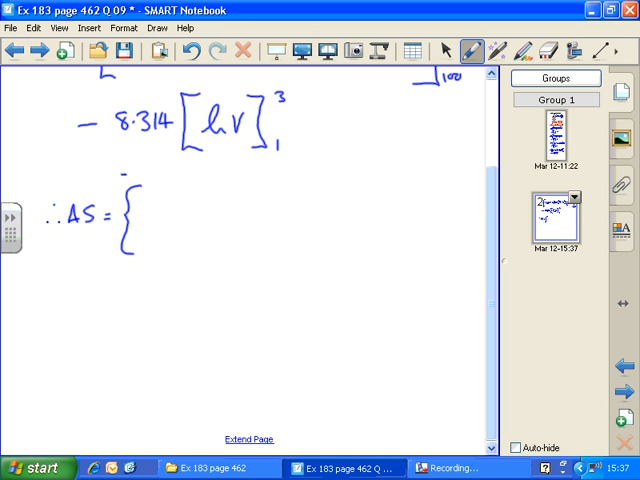 Ex 183 page 462 Q 09 * - SMART Notebook
File Edit View Insert Format Draw Help
100
- 8.314 [ ln V ] 3 1
∴ ΔS = {
Extend Page
Groups
Group 1
Mar 12-11:22
2
Mar 12-15:37
Auto-hide
start
Ex 183 page 462
Ex 183 page 462 Q ...
Recording...
15:37